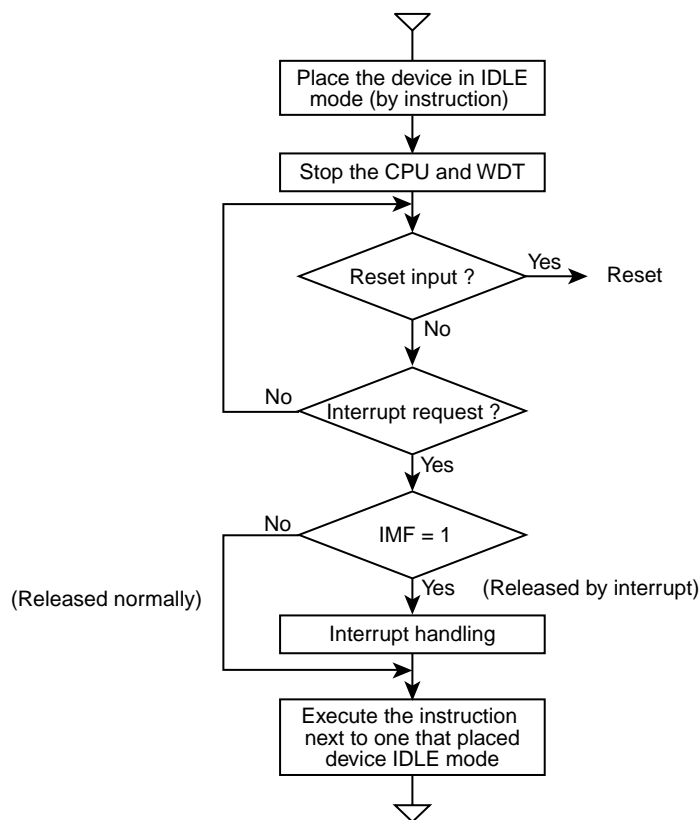 Place the device in IDLE
mode (by instruction)
Stop the CPU and WDT
Reset input ?
Yes
Reset
No
No
Interrupt request ?
Yes
No
IMF = 1
(Released normally)
Yes
(Released by interrupt)
Interrupt handling
Execute the instruction
next to one that placed
device IDLE mode